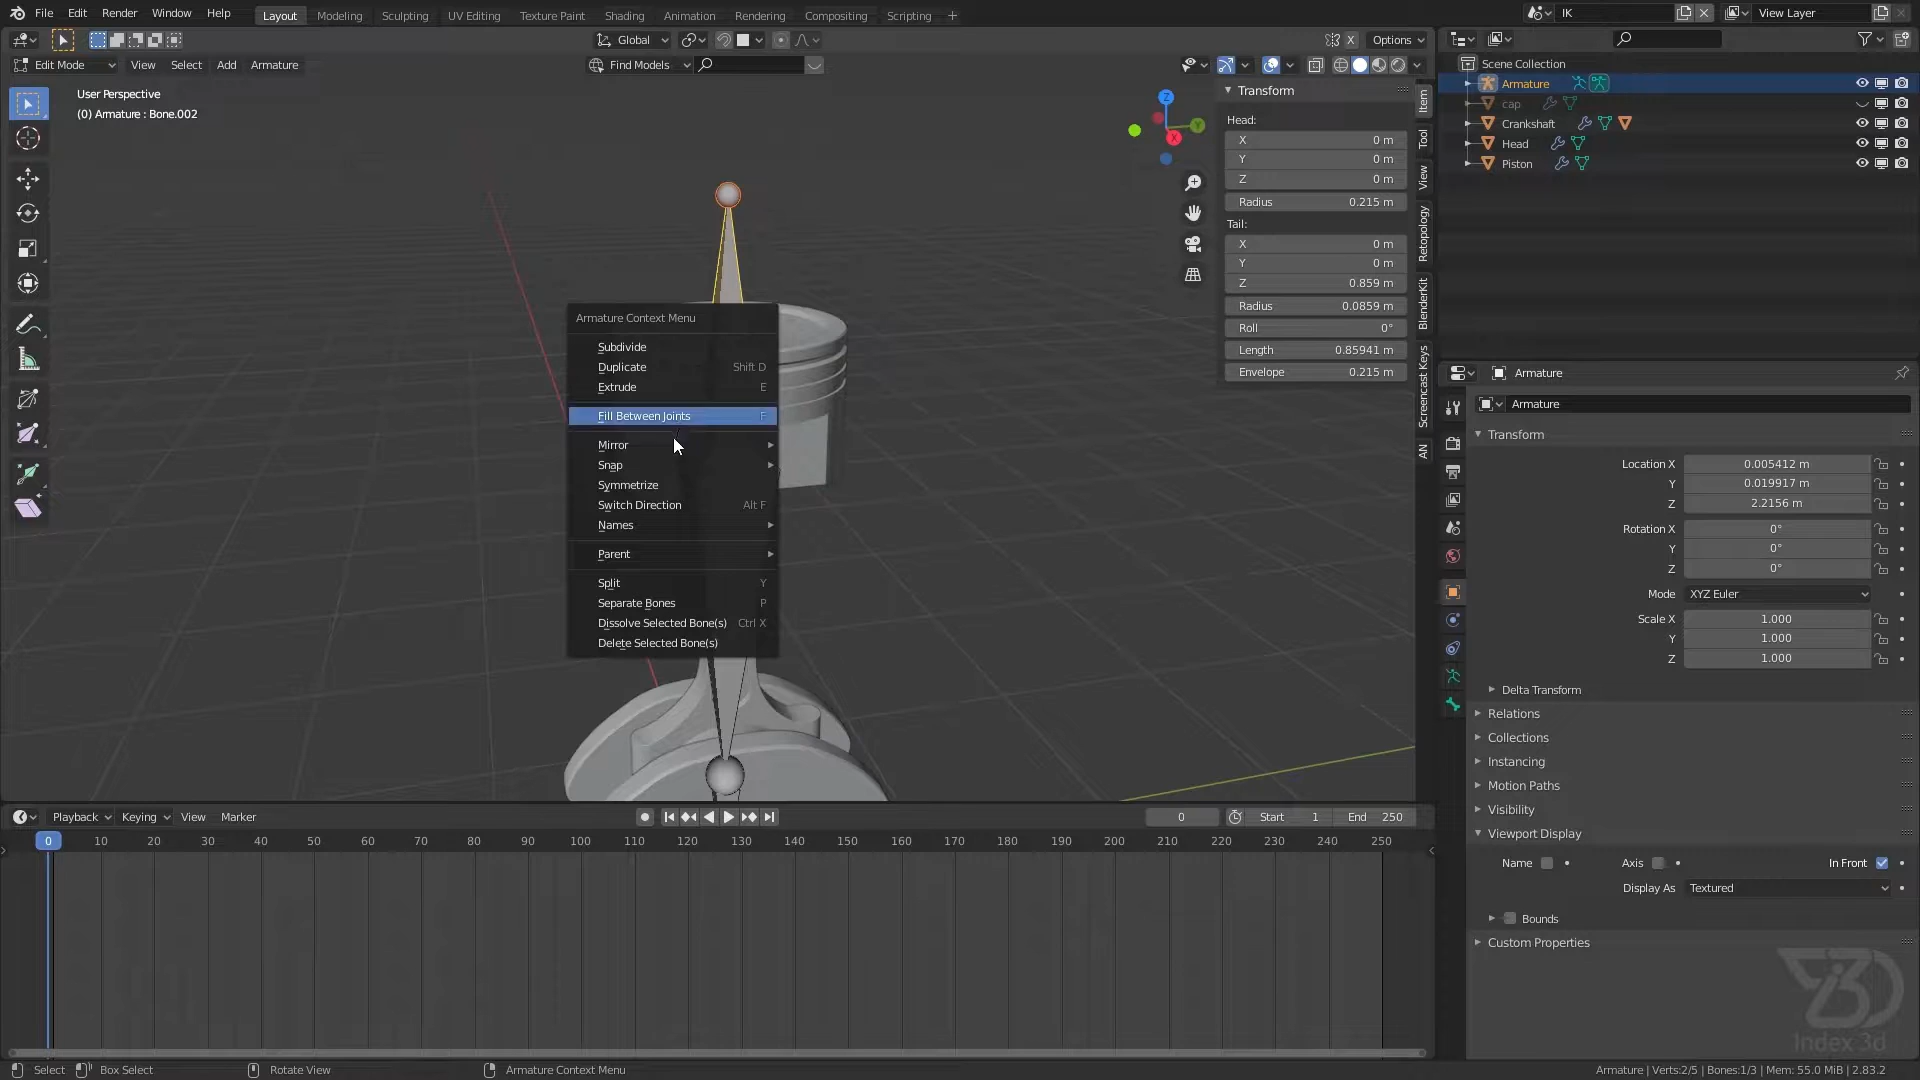 File Edit Render Window Help Layout Modeling Sculpting UV Editing Texture Paint Shading Animation Rendering Compositing Scripting + IK View Layer
Global X Options
Edit Mode View Select Add Armature Find Models
User Perspective
(0) Armature : Bone.002
Z
Y
X
Transform
Head:
X 0 m
Y 0 m
Z 0 m
Radius 0.215 m
Tail:
X 0 m
Y 0 m
Z 0.859 m
Radius 0.0859 m
Roll 0°
Length 0.85941 m
Envelope 0.215 m
Item
Tool
View
Retopology
BlenderKit
Screencast Keys
AN
Armature Context Menu
Subdivide
Duplicate Shift D
Extrude E
Fill Between Joints F
Mirror
Snap
Symmetrize
Switch Direction Alt F
Names
Parent
Split Y
Separate Bones P
Dissolve Selected Bone(s) Ctrl X
Delete Selected Bone(s)
Scene Collection
Armature
cap
Crankshaft
Head
Piston
Armature
Armature
Transform
Location X 0.005412 m
Y 0.019917 m
Z 2.2156 m
Rotation X 0°
Y 0°
Z 0°
Mode XYZ Euler
Scale X 1.000
Y 1.000
Z 1.000
Delta Transform
Relations
Collections
Instancing
Motion Paths
Visibility
Viewport Display
Name Axis In Front
Display As Textured
Bounds
Custom Properties
Playback Keying View Marker 0 Start 1 End 250
0 10 20 30 40 50 60 70 80 90 100 110 120 130 140 150 160 170 180 190 200 210 220 230 240 250
Index 3d
Select Box Select Rotate View Armature Context Menu Armature | Verts:2/5 | Bones:1/3 | Mem: 55.0 MiB | 2.83.2